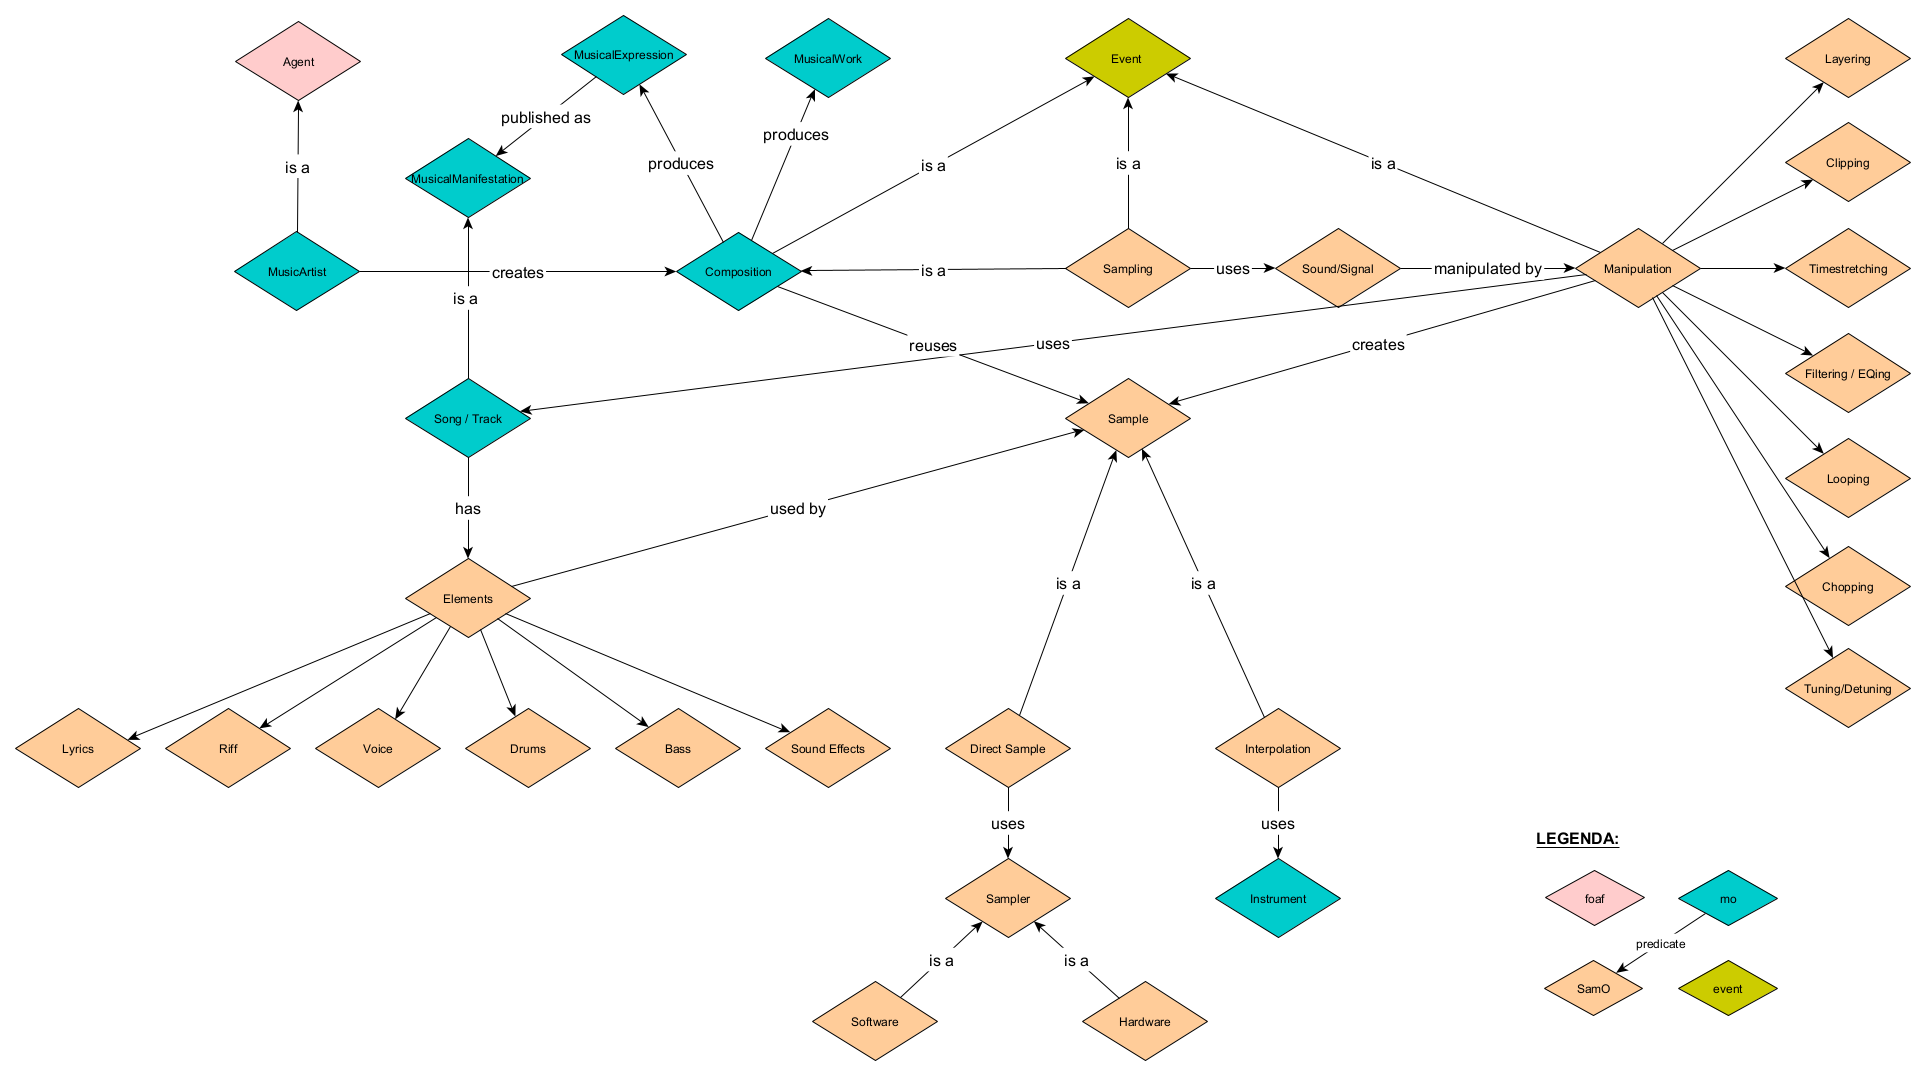 Agent
MusicalExpression
MusicalWork
Event
Layering
published as
produces
produces
is a
is a
is a
is a
Clipping
MusicalManifestation
MusicArtist
creates
Composition
is a
Sampling
uses
Sound/Signal
manipulated by
Manipulation
Timestretching
is a
reuses
uses
creates
Filtering / EQing
Song / Track
Sample
Looping
has
used by
is a
is a
Chopping
Elements
Tuning/Detuning
Lyrics
Riff
Voice
Drums
Bass
Sound Effects
Direct Sample
Interpolation
uses
uses
LEGENDA:
Sampler
Instrument
foaf
mo
predicate
is a
is a
SamO
event
Software
Hardware